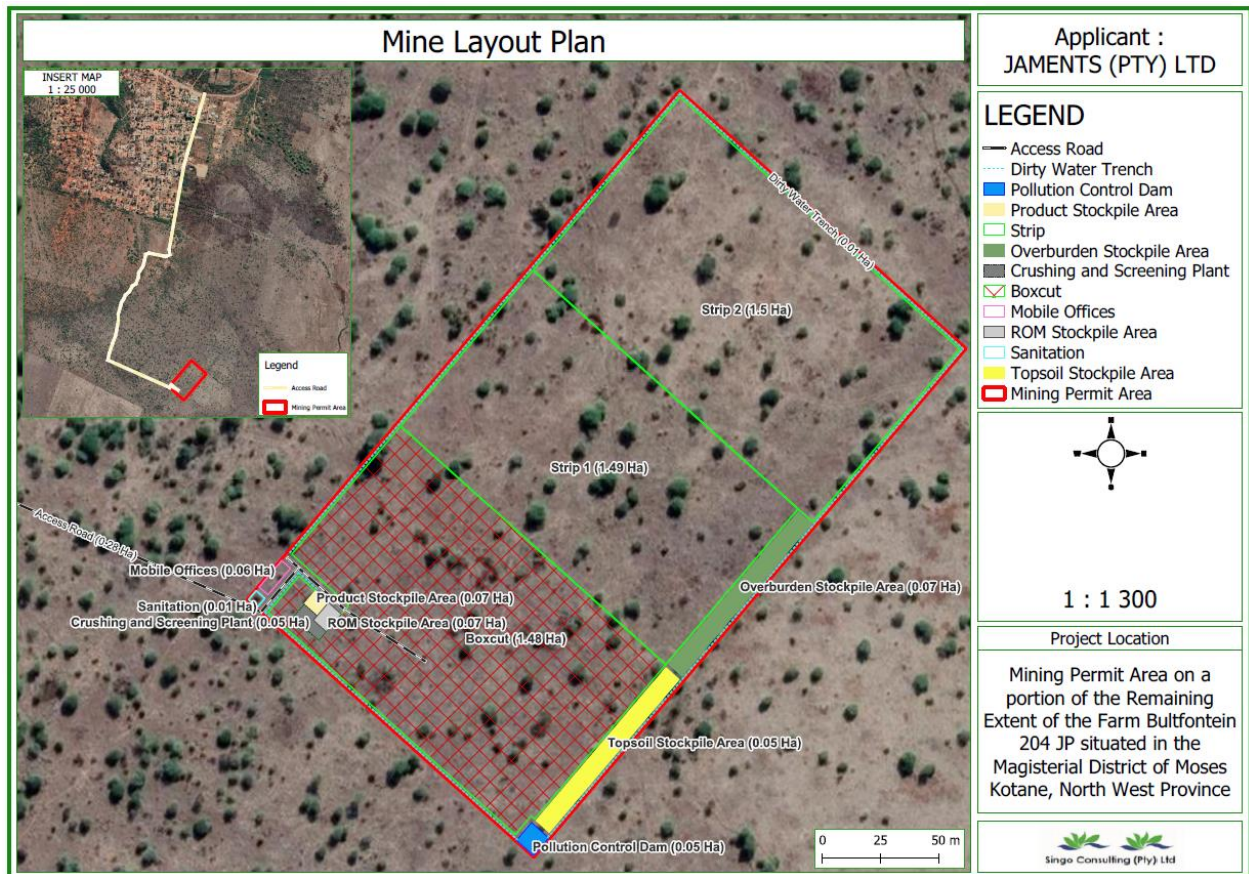 Mine Layout Plan
INSERT MAP
1 : 25 000
Legend
Access Road
Mining Permit Area
Dirty Water Trench (0.01 Ha)
Strip 2 (1.5 Ha)
Strip 1 (1.49 Ha)
Access Road (0.28 Ha)
Mobile Offices (0.06 Ha)
Sanitation (0.01 Ha)
Crushing and Screening Plant (0.05 Ha)
Product Stockpile Area (0.07 Ha)
ROM Stockpile Area (0.07 Ha)
Boxcut (1.48 Ha)
Overburden Stockpile Area (0.07 Ha)
Topsoil Stockpile Area (0.05 Ha)
Pollution Control Dam (0.05 Ha)
0 25 50 m
Applicant :
JAMENTS (PTY) LTD
LEGEND
Access Road
Dirty Water Trench
Pollution Control Dam
Product Stockpile Area
Strip
Overburden Stockpile Area
Crushing and Screening Plant
Boxcut
Mobile Offices
ROM Stockpile Area
Sanitation
Topsoil Stockpile Area
Mining Permit Area
N
W E
S
1 : 1 300
Project Location
Mining Permit Area on a
portion of the Remaining
Extent of the Farm Bultfontein
204 JP situated in the
Magisterial District of Moses
Kotane, North West Province
Singo Consulting (Pty) Ltd